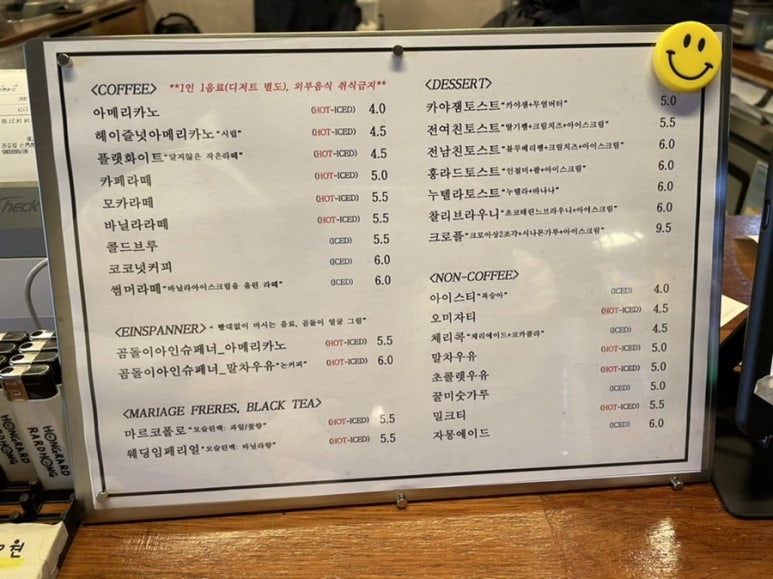 <COFFEE> **1인 1음료(디저트 별도), 외부음식 취식금지**
아메리카노 (HOT-ICED) 4.0
헤이즐넛아메리카노 *시럽 (HOT-ICED) 4.5
플랫화이트 *달지않은 작은라떼 (HOT-ICED) 4.5
카페라떼 (HOT-ICED) 5.0
모카라떼 (HOT-ICED) 5.5
바닐라라떼 (HOT-ICED) 5.5
콜드브루 (ICED) 5.5
코코넛커피 (ICED) 6.0
썸머라떼 *바닐라아이스크림을 올린 라떼 (ICED) 6.0
<EINSPANNER> * 빨대없이 마시는 음료, 곰돌이 얼굴 그림*
곰돌이아인슈페너_아메리카노 (HOT-ICED) 5.5
곰돌이아인슈페너_말차우유 *논커피* (HOT-ICED) 6.0
<MARIAGE FRERES, BLACK TEA>
마르코폴로 *모슬린백: 과일/꽃향* (HOT-ICED) 5.5
웨딩임페리얼 *모슬린백: 바닐라향* (HOT-ICED) 5.5
<DESSERT>
카야잼토스트 *카야잼+무염버터* 5.0
전여친토스트 *딸기잼+크림치즈+아이스크림* 5.5
전남친토스트 *블루베리잼+크림치즈+아이스크림* 6.0
홍라드토스트 *인절미+팥+아이스크림* 6.0
누텔라토스트 *누텔라+바나나* 6.0
찰리브라우니 *초코테린느브라우니+아이스크림* 6.0
크로플 *크로아상2조각+시나몬가루+아이스크림* 9.5
<NON-COFFEE>
아이스티 *복숭아* (ICED) 4.0
오미자티 (HOT-ICED) 4.5
체리콕 *체리에이드+코카콜라* (ICED) 4.5
말차우유 (HOT-ICED) 5.0
초콜렛우유 (HOT-ICED) 5.0
꿀미숫가루 (ICED) 5.0
밀크티 (HOT-ICED) 5.5
자몽에이드 (ICED) 6.0
HONGRARD
RARDHONG
원